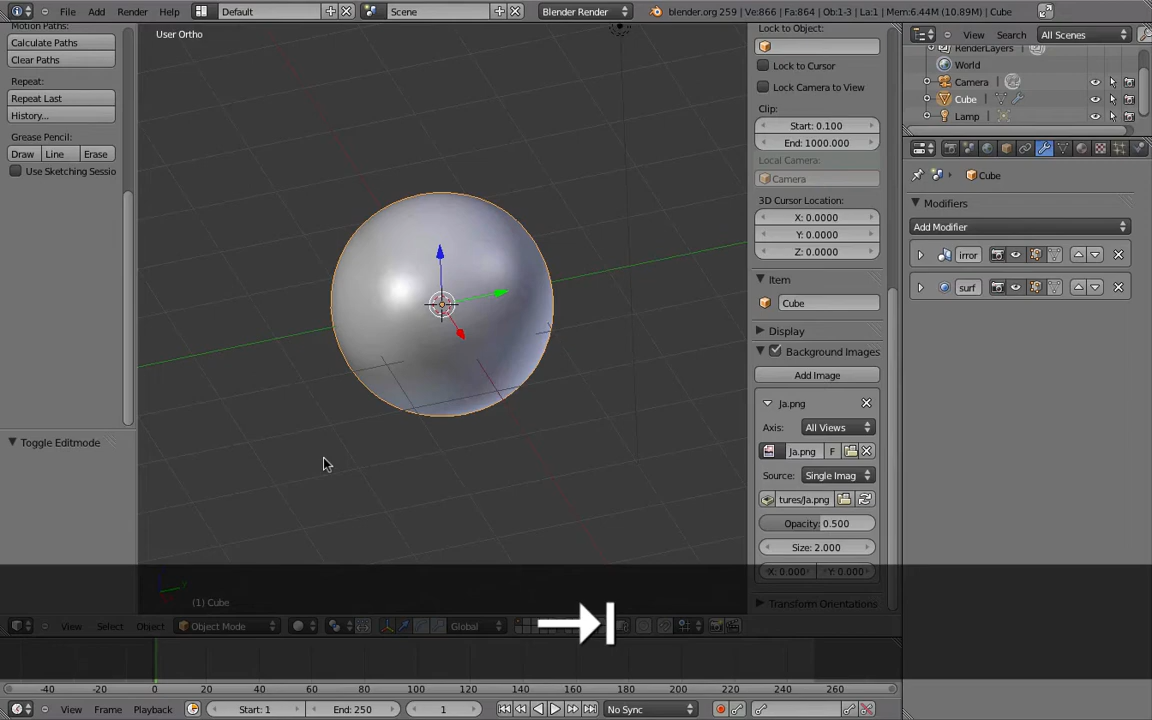 File Add Render Help Default Scene Blender Render blender.org 259 | Ve:866 | Fa:864 | Ob:1-3 | La:1 | Mem:6.44M (10.89M) | Cube
View Search All Scenes
Motion Paths:
Calculate Paths
Clear Paths
Repeat:
Repeat Last
History...
Grease Pencil:
Draw Line Erase
Use Sketching Sessio
Toggle Editmode
User Ortho
(1) Cube
Lock to Object:
Lock to Cursor
Lock Camera to View
Clip:
Start: 0.100
End: 1000.000
Local Camera:
Camera
3D Cursor Location:
X: 0.0000
Y: 0.0000
Z: 0.0000
Item
Cube
Display
Background Images
Add Image
Ja.png
Axis: All Views
Ja.png F
Source: Single Imag
tures/Ja.png
Opacity: 0.500
Size: 2.000
X: 0.000 Y: 0.000
Transform Orientations
RenderLayers
World
Camera
Cube
Lamp
Cube
Modifiers
Add Modifier
irror
surf
View Select Object Object Mode Global
-40 -20 0 20 40 60 80 100 120 140 160 180 200 220 240 260
View Frame Playback Start: 1 End: 250 1 No Sync